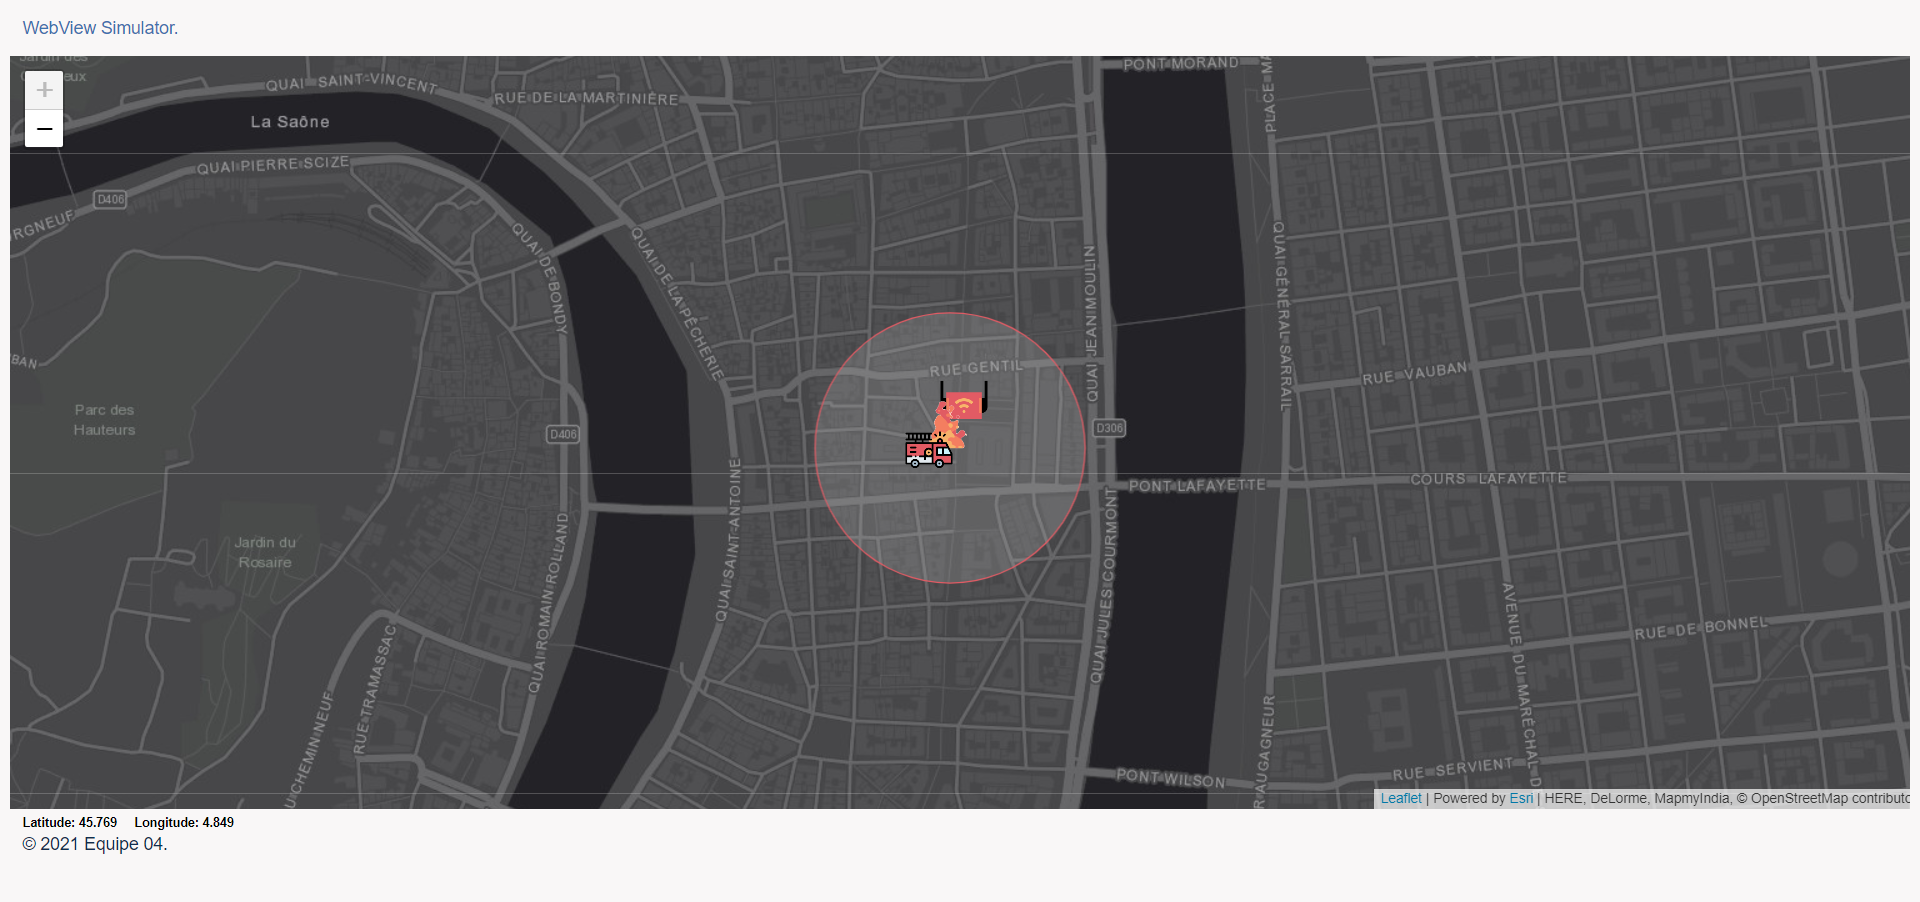 WebView Simulator.
Jardin des
eux
+
−
QUAI SAINT-VINCENT
RUE DE LA MARTINIÈRE
PONT MORAND
PLACE MA
La Saône
QUAI PIERRE SCIZE
D406
RGNEUF
QUAI DE BONDY
QUAI DE LA PÊCHERIE
QUAI JEAN MOULIN
QUAI GÉNÉRAL SARRAIL
BAN
RUE GENTIL
RUE VAUBAN
Parc des
Hauteurs
D406
D306
PONT LAFAYETTE
COURS LAFAYETTE
QUAI SAINT-ANTOINE
Jardin du
Rosaire
QUAI ROMAIN ROLLAND
QUAI JULES COURMONT
AVENUE DU MARÉCHAL D
RUE DE BONNEL
RUE TRAMASSAC
UICHEMIN NEUF
R AUGAGNEUR
PONT WILSON
RUE SERVIENT
Leaflet | Powered by Esri | HERE, DeLorme, MapmyIndia, © OpenStreetMap contributo
Latitude: 45.769 Longitude: 4.849
© 2021 Equipe 04.